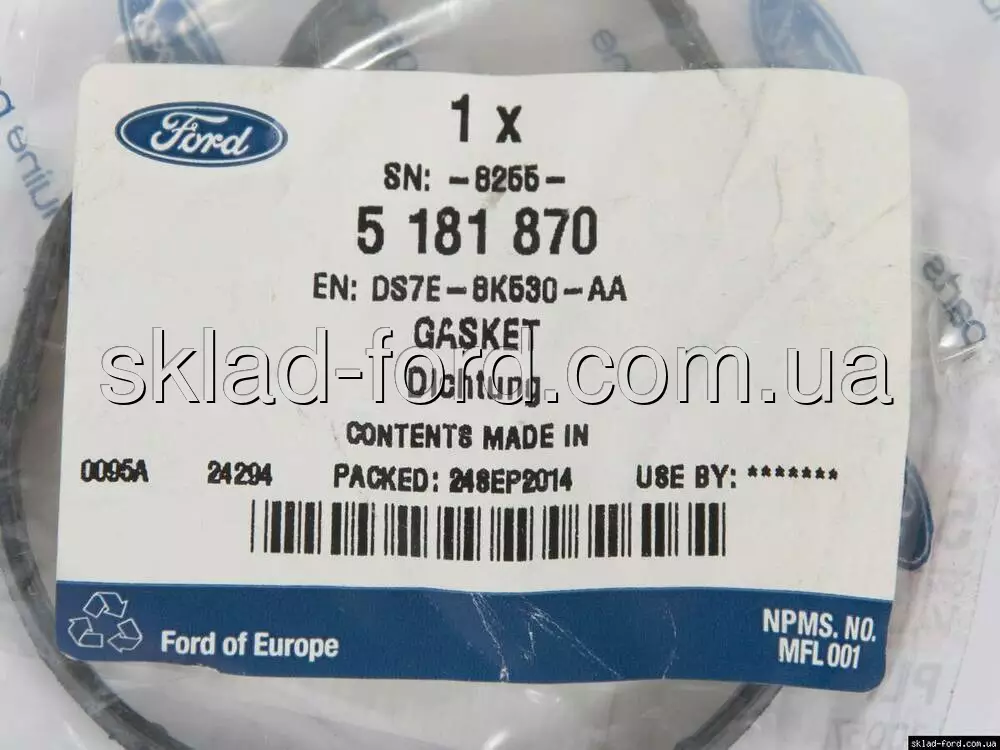 Ford
1 x
SN: -8255-
5 181 870
EN: DS7E-8K530-AA
GASKET
sklad-ford.com.ua
Dichtung
CONTENTS MADE IN
0095A 24294 PACKED: 24SEP2014 USE BY: *******
Ford of Europe
NPMS. NO.
MFL 001
parts
sklad-ford.com.ua